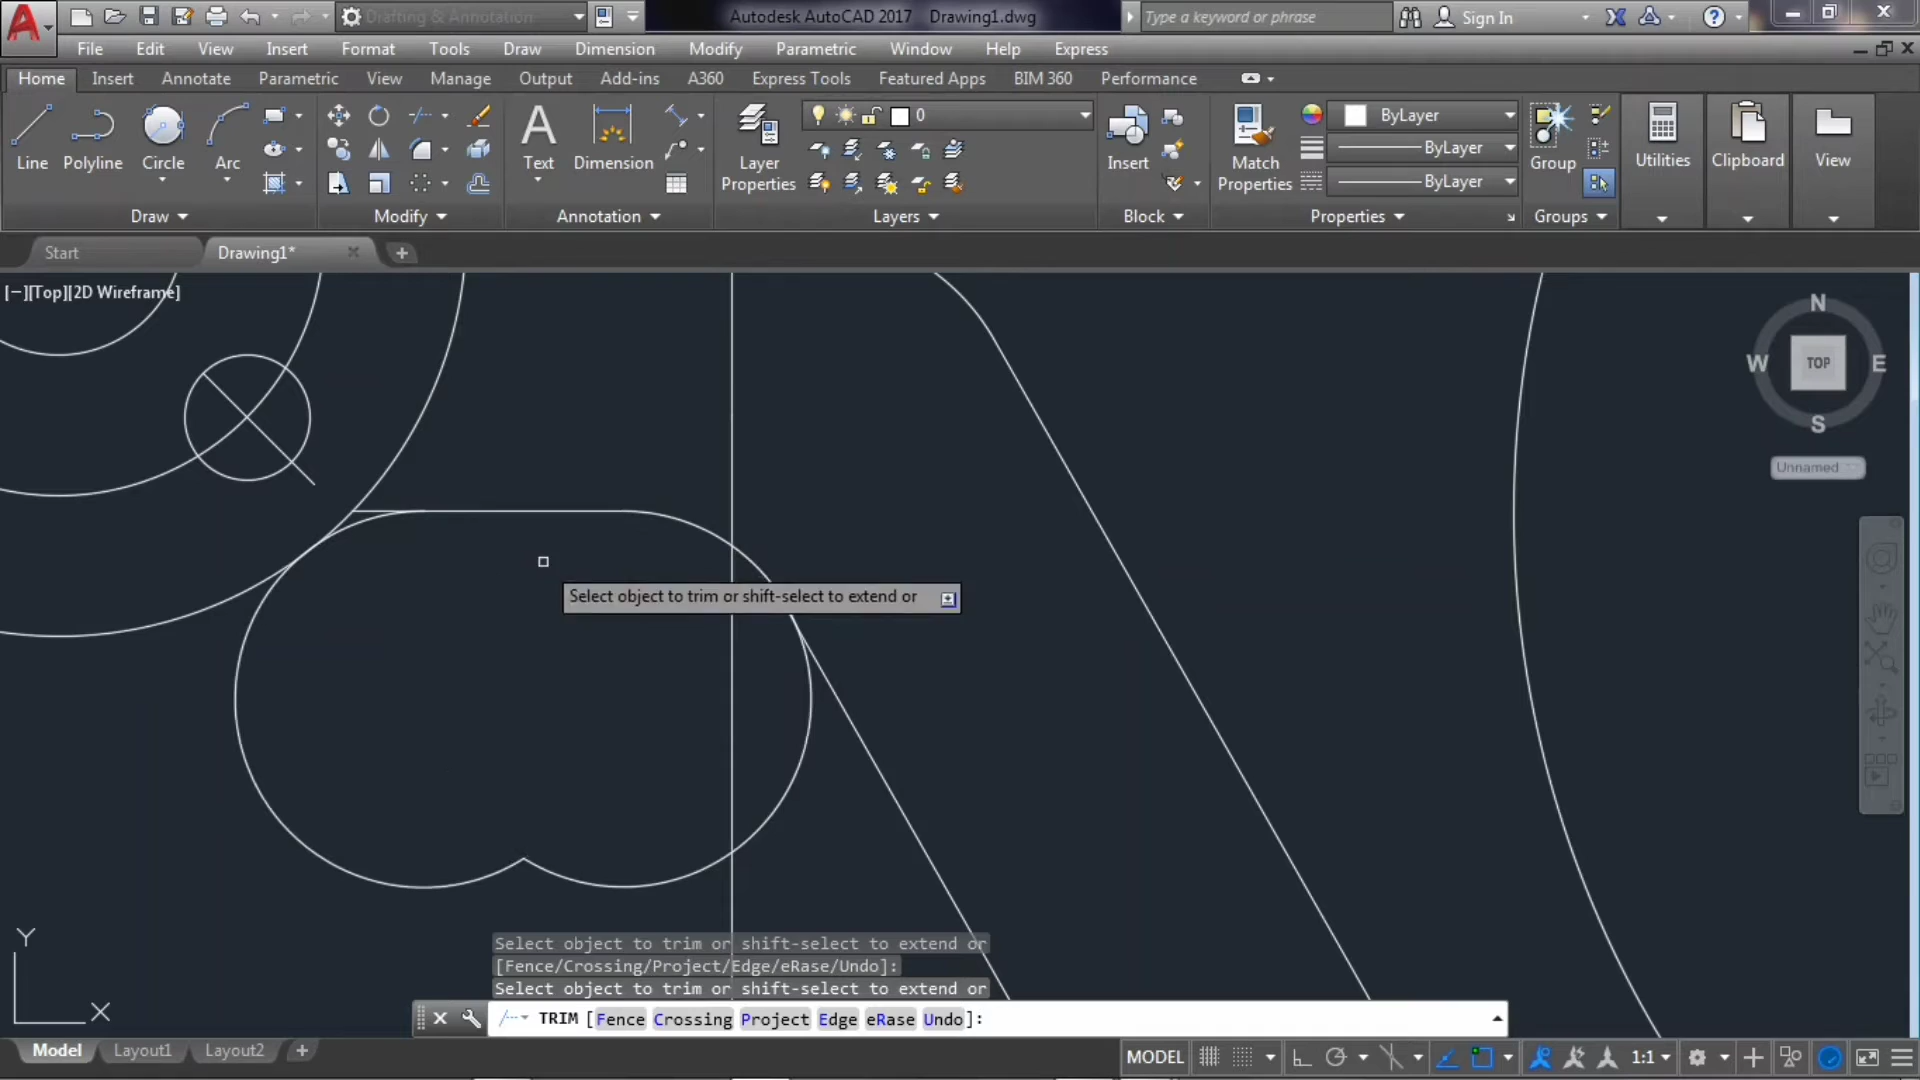 Drafting & Annotation
Autodesk AutoCAD 2017 Drawing1.dwg
Type a keyword or phrase
Sign In
File Edit View Insert Format Tools Draw Dimension Modify Parametric Window Help Express
Home Insert Annotate Parametric View Manage Output Add-ins A360 Express Tools Featured Apps BIM 360 Performance
Line Polyline Circle Arc
Text Dimension
Layer Properties
0
Insert
Match Properties
ByLayer
ByLayer
ByLayer
Group
Utilities Clipboard View
Draw Modify Annotation Layers Block Properties Groups
Start Drawing1*
[−][Top][2D Wireframe]
N
W TOP E
S
Unnamed
Select object to trim or shift-select to extend or
Y
X
Select object to trim or shift-select to extend or
[Fence/Crossing/Project/Edge/eRase/Undo]:
Select object to trim or shift-select to extend or
TRIM [Fence Crossing Project Edge eRase Undo]:
Model Layout1 Layout2
MODEL 1:1